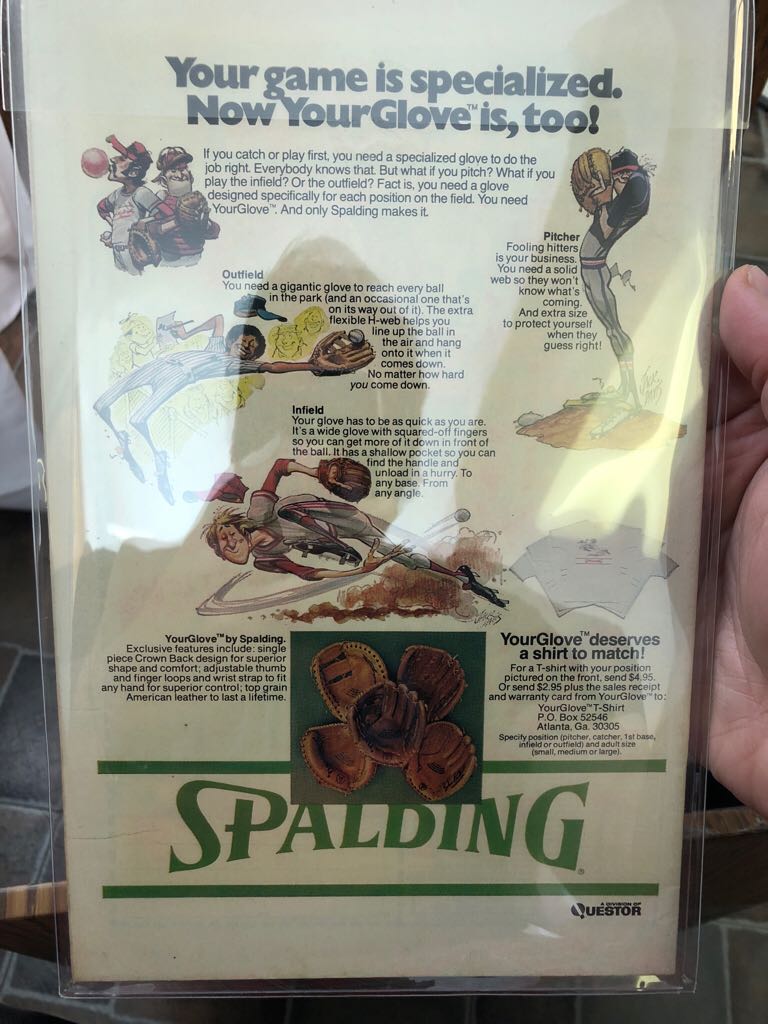 Your game is specialized.
Now YourGlove™ is, too!
If you catch or play first, you need a specialized glove to do the
job right. Everybody knows that. But what if you pitch? What if you
play the infield? Or the outfield? Fact is, you need a glove
designed specifically for each position on the field. You need
YourGlove™. And only Spalding makes it.
Pitcher
Fooling hitters
is your business.
You need a solid
web so they won't
know what's
coming.
And extra size
to protect yourself
when they
guess right!
Outfield
You need a gigantic glove to reach every ball
in the park (and an occasional one that's
on its way out of it). The extra
flexible H-web helps you
line up the ball in
the air and hang
onto it when it
comes down.
No matter how hard
you come down.
Infield
Your glove has to be as quick as you are.
It's a wide glove with squared-off fingers
so you can get more of it down in front of
the ball. It has a shallow pocket so you can
find the handle and
unload in a hurry. To
any base. From
any angle.
YourGlove™ by Spalding.
Exclusive features include: single
piece Crown Back design for superior
shape and comfort; adjustable thumb
and finger loops and wrist strap to fit
any hand for superior control; top grain
American leather to last a lifetime.
YourGlove™ deserves
a shirt to match!
For a T-shirt with your position
pictured on the front, send $4.95.
Or send $2.95 plus the sales receipt
and warranty card from YourGlove™ to:
YourGlove™ T-Shirt
P.O. Box 52546
Atlanta, Ga. 30305
Specify position (pitcher, catcher, 1st base,
infield or outfield) and adult size
(small, medium or large).
SPALDING®
A DIVISION OF
QUESTOR